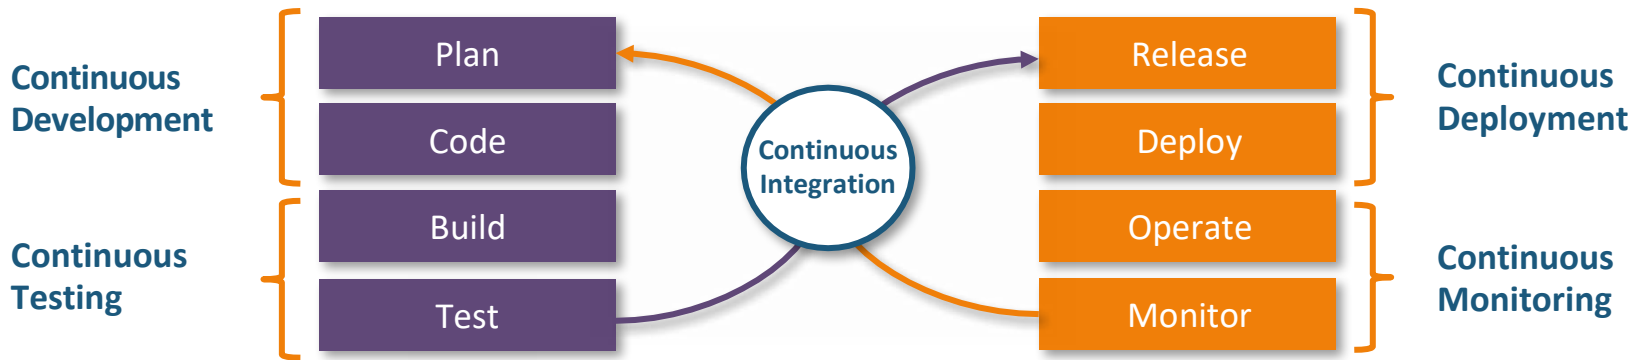 Continuous
Development
Continuous
Testing
Plan
Code
Build
Test
Continuous
Integration
Release
Deploy
Operate
Monitor
Continuous
Deployment
Continuous
Monitoring